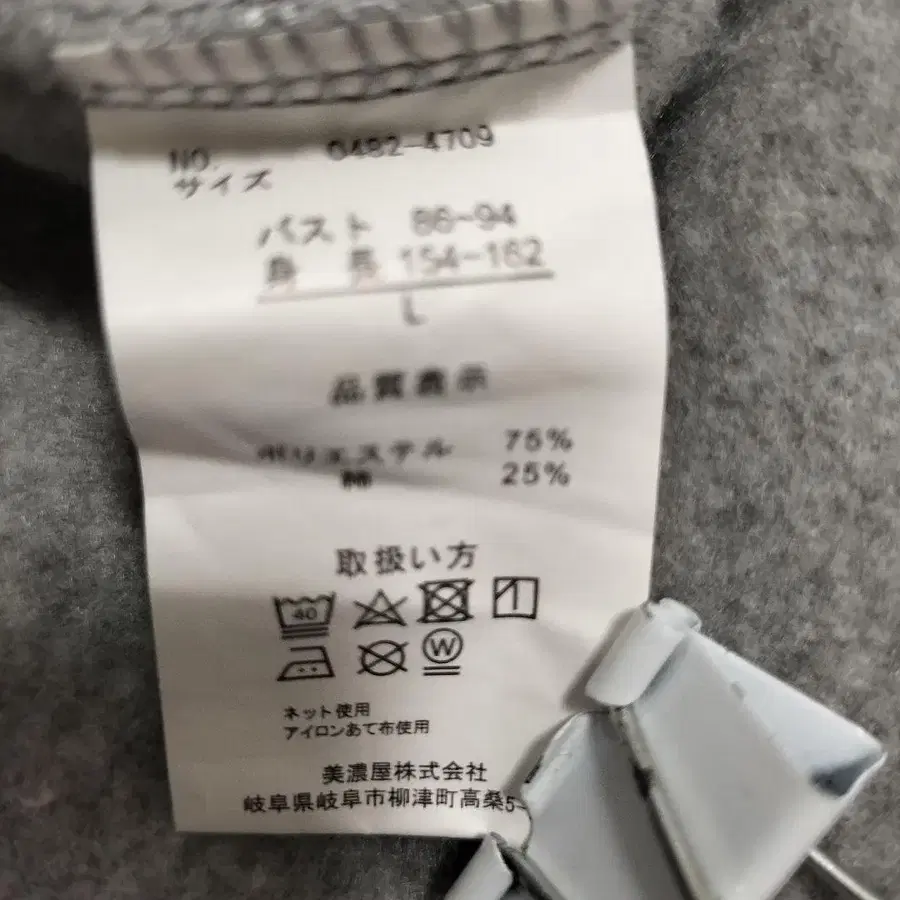 NO. 0482-4709
サイズ
バスト 86-94
身 長 154-162
L
品質表示
ポリエステル 75%
綿 25%
取扱い方
40
W
ネット使用
アイロンあて布使用
美濃屋株式会社
岐阜県岐阜市柳津町高桑5-